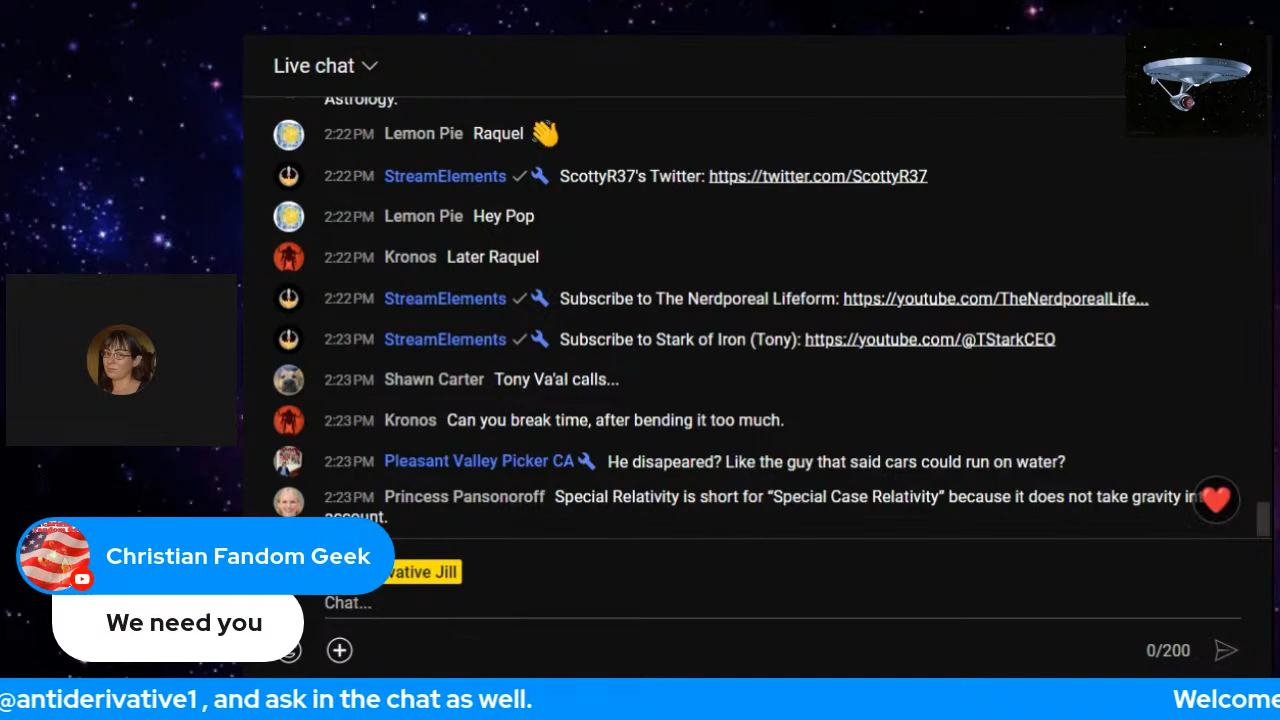 Live chat
Astrology.
2:22 PM Lemon Pie Raquel 👋
2:22 PM StreamElements ScottyR37's Twitter: https://twitter.com/ScottyR37
2:22 PM Lemon Pie Hey Pop
2:22 PM Kronos Later Raquel
2:22 PM StreamElements Subscribe to The Nerdporeal Lifeform: https://youtube.com/TheNerdporealLife...
2:23 PM StreamElements Subscribe to Stark of Iron (Tony): https://youtube.com/@TStarkCEO
2:23 PM Shawn Carter Tony Va'al calls...
2:23 PM Kronos Can you break time, after bending it too much.
2:23 PM Pleasant Valley Picker CA He disapeared? Like the guy that said cars could run on water?
2:23 PM Princess Pansonoroff Special Relativity is short for “Special Case Relativity” because it does not take gravity
account.
Christian Fandom Geek
Jill
Chat...
We need you
0/200
@antiderivative1 , and ask in the chat as well.
Welcome